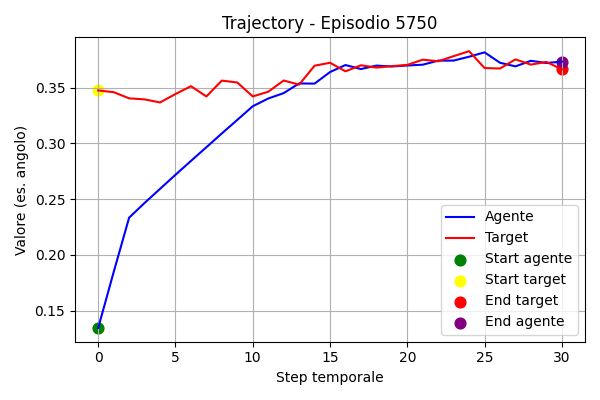 Trajectory - Episodio 5750
Valore (es. angolo)
0.35
0.30
0.25
0.20
0.15
0
5
10
15
20
25
30
Step temporale
Agente
Target
Start agente
Start target
End target
End agente